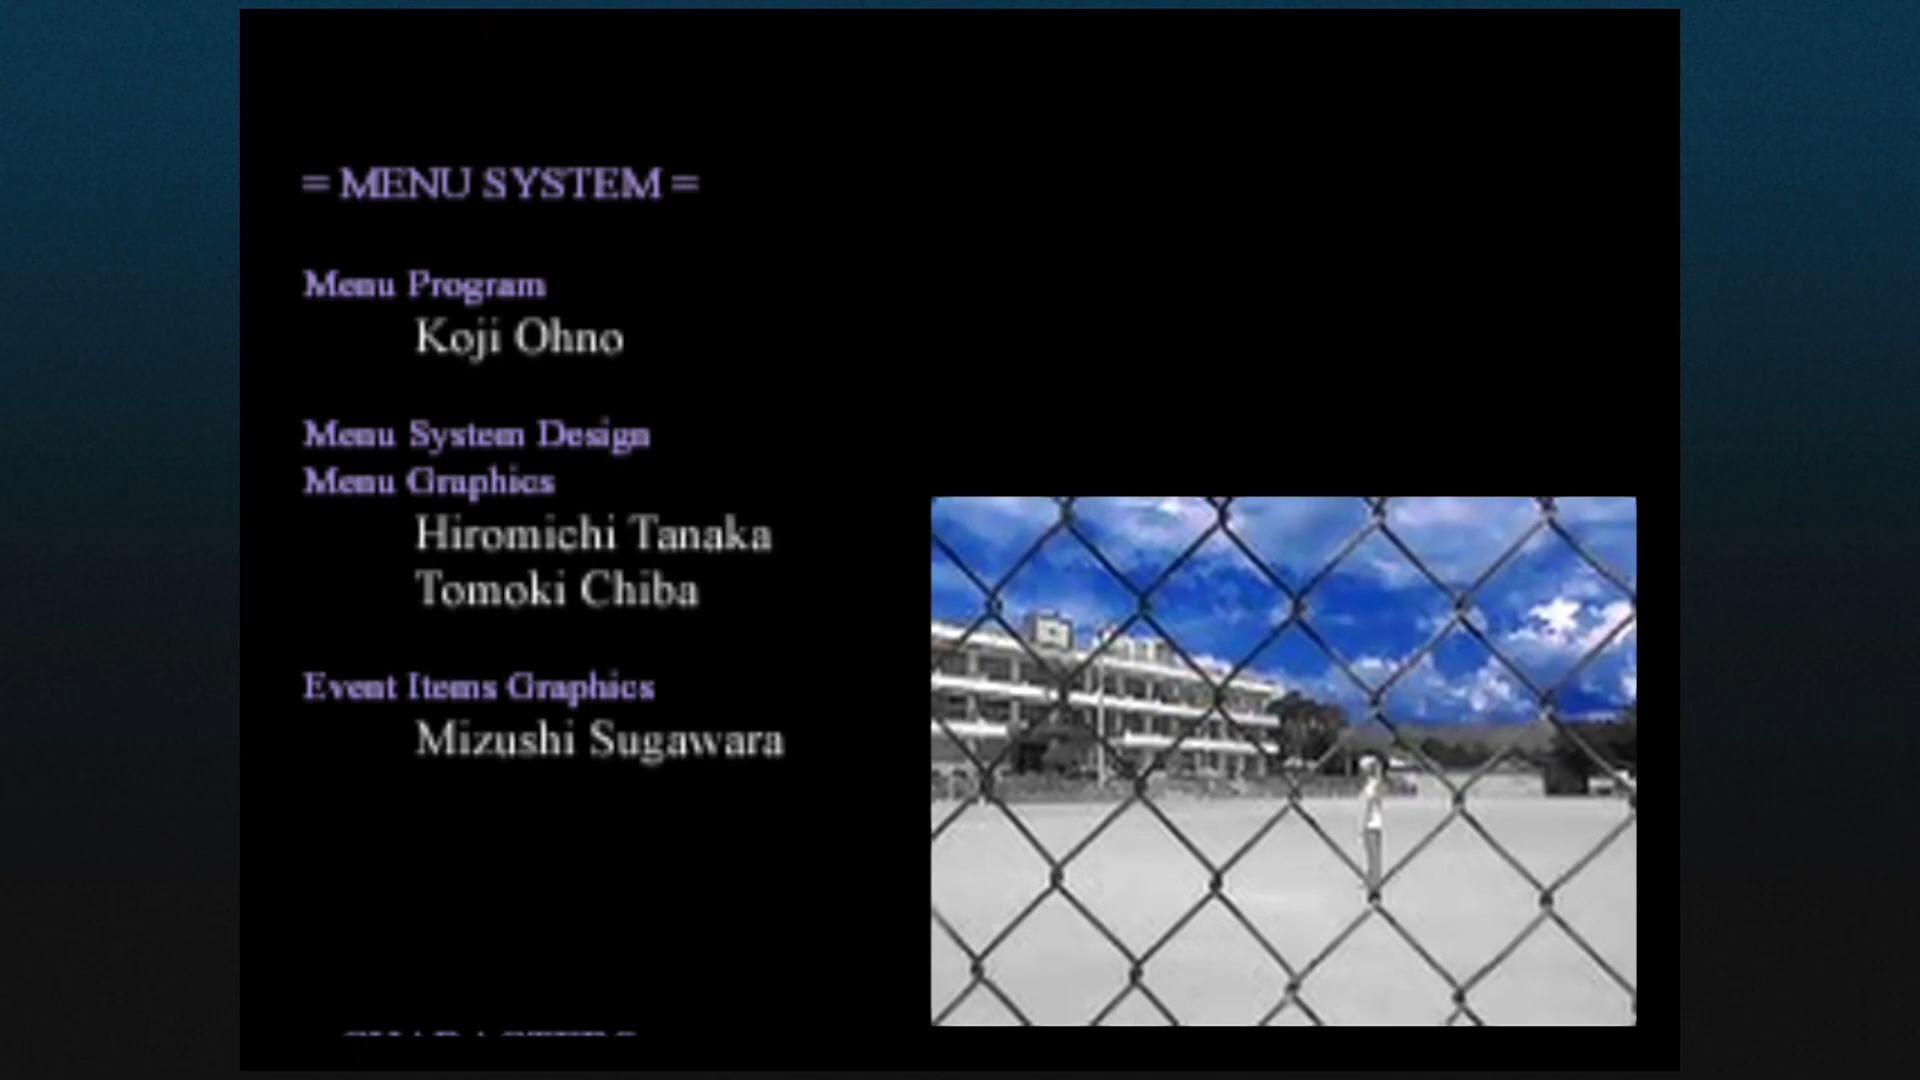 = MENU SYSTEM =
Menu Program
Koji Ohno
Menu System Design
Menu Graphics
Hiromichi Tanaka
Tomoki Chiba
Event Items Graphics
Mizushi Sugawara